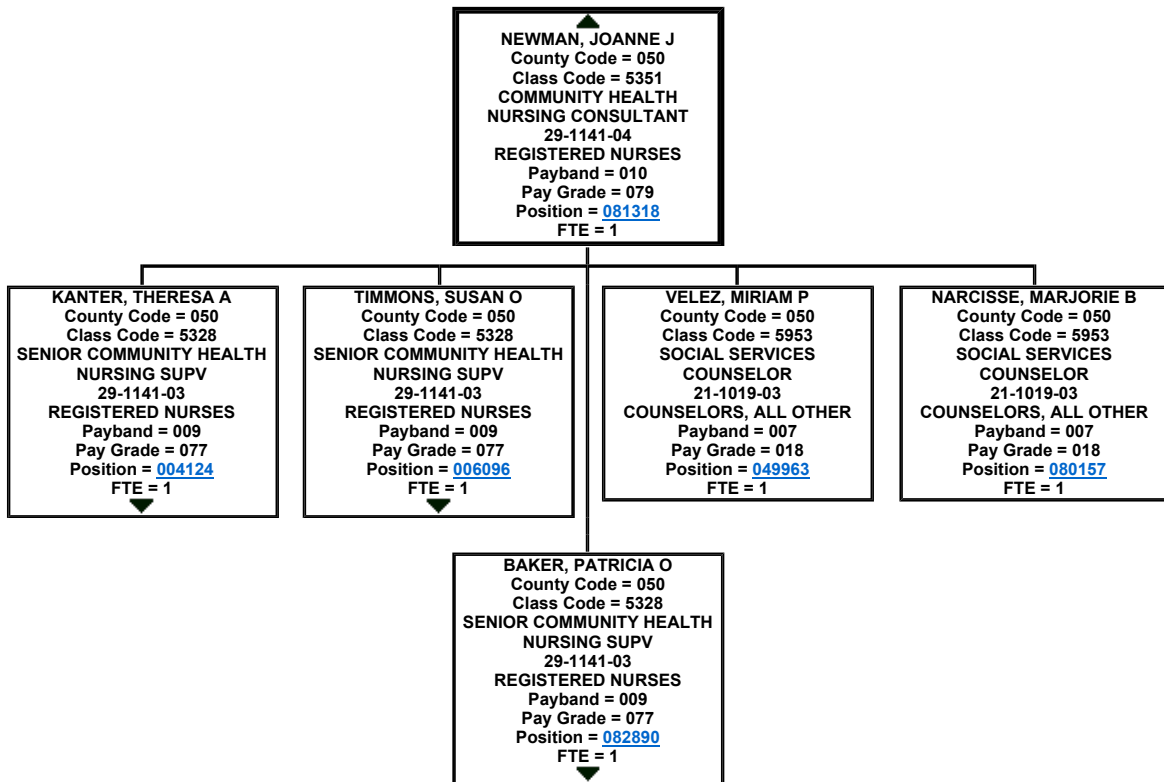 NEWMAN, JOANNE J
County Code = 050
Class Code = 5351
COMMUNITY HEALTH
NURSING CONSULTANT
29-1141-04
REGISTERED NURSES
Payband = 010
Pay Grade = 079
Position = 081318
FTE = 1
KANTER, THERESA A
County Code = 050
Class Code = 5328
SENIOR COMMUNITY HEALTH
NURSING SUPV
29-1141-03
REGISTERED NURSES
Payband = 009
Pay Grade = 077
Position = 004124
FTE = 1
TIMMONS, SUSAN O
County Code = 050
Class Code = 5328
SENIOR COMMUNITY HEALTH
NURSING SUPV
29-1141-03
REGISTERED NURSES
Payband = 009
Pay Grade = 077
Position = 006096
FTE = 1
VELEZ, MIRIAM P
County Code = 050
Class Code = 5953
SOCIAL SERVICES
COUNSELOR
21-1019-03
COUNSELORS, ALL OTHER
Payband = 007
Pay Grade = 018
Position = 049963
FTE = 1
NARCISSE, MARJORIE B
County Code = 050
Class Code = 5953
SOCIAL SERVICES
COUNSELOR
21-1019-03
COUNSELORS, ALL OTHER
Payband = 007
Pay Grade = 018
Position = 080157
FTE = 1
BAKER, PATRICIA O
County Code = 050
Class Code = 5328
SENIOR COMMUNITY HEALTH
NURSING SUPV
29-1141-03
REGISTERED NURSES
Payband = 009
Pay Grade = 077
Position = 082890
FTE = 1